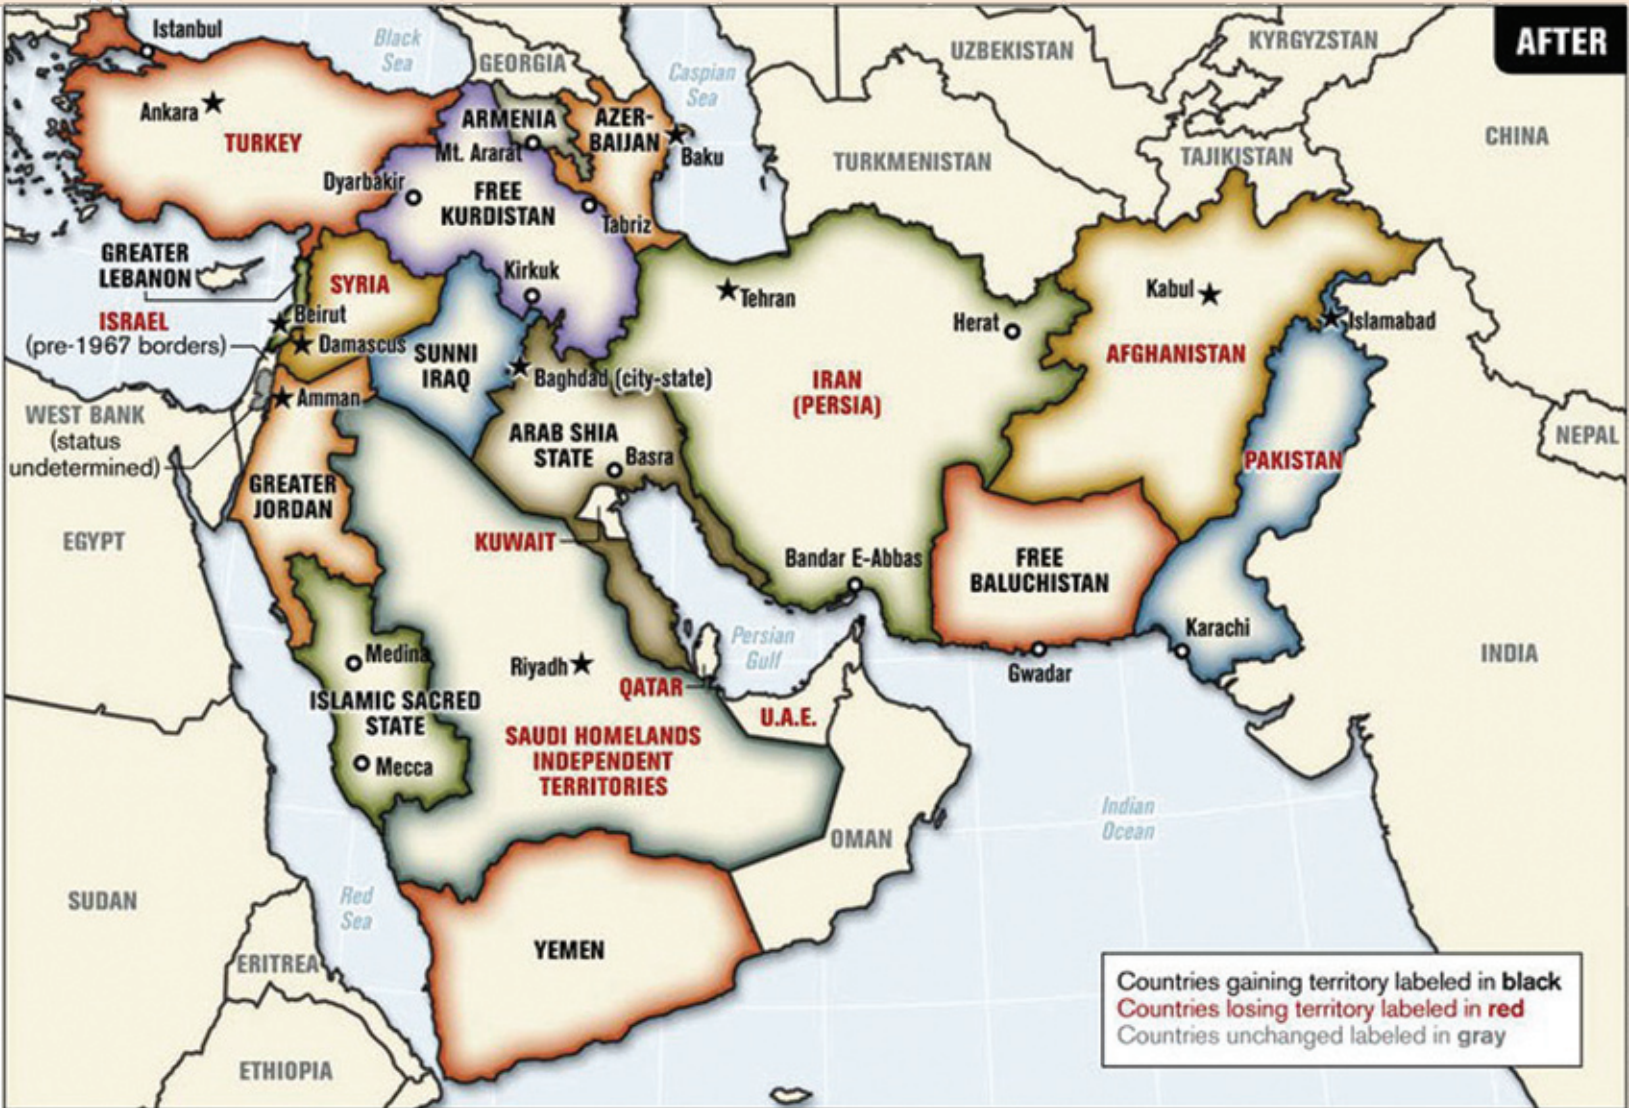 AFTER
Istanbul
Black
Sea
GEORGIA
Caspian
Sea
UZBEKISTAN
KYRGYZSTAN
Ankara
TURKEY
ARMENIA
AZER-
BAIJAN
Mt. Ararat
Baku
TURKMENISTAN
TAJIKISTAN
CHINA
Dyarbakir
FREE
KURDISTAN
Tabriz
GREATER
LEBANON
SYRIA
Kirkuk
Tehran
Herat
Kabul
Islamabad
ISRAEL
(pre-1967 borders)
Beirut
Damascus
SUNNI
IRAQ
Baghdad (city-state)
IRAN
(PERSIA)
AFGHANISTAN
WEST BANK
(status
undetermined)
Amman
ARAB SHIA
STATE
Basra
PAKISTAN
NEPAL
GREATER
JORDAN
EGYPT
KUWAIT
Bandar E-Abbas
FREE
BALUCHISTAN
Persian
Gulf
Karachi
Gwadar
INDIA
Medina
Riyadh
QATAR
ISLAMIC SACRED
STATE
U.A.E.
Mecca
SAUDI HOMELANDS
INDEPENDENT
TERRITORIES
OMAN
Indian
Ocean
SUDAN
Red
Sea
YEMEN
ERITREA
ETHIOPIA
Countries gaining territory labeled in black
Countries losing territory labeled in red
Countries unchanged labeled in gray